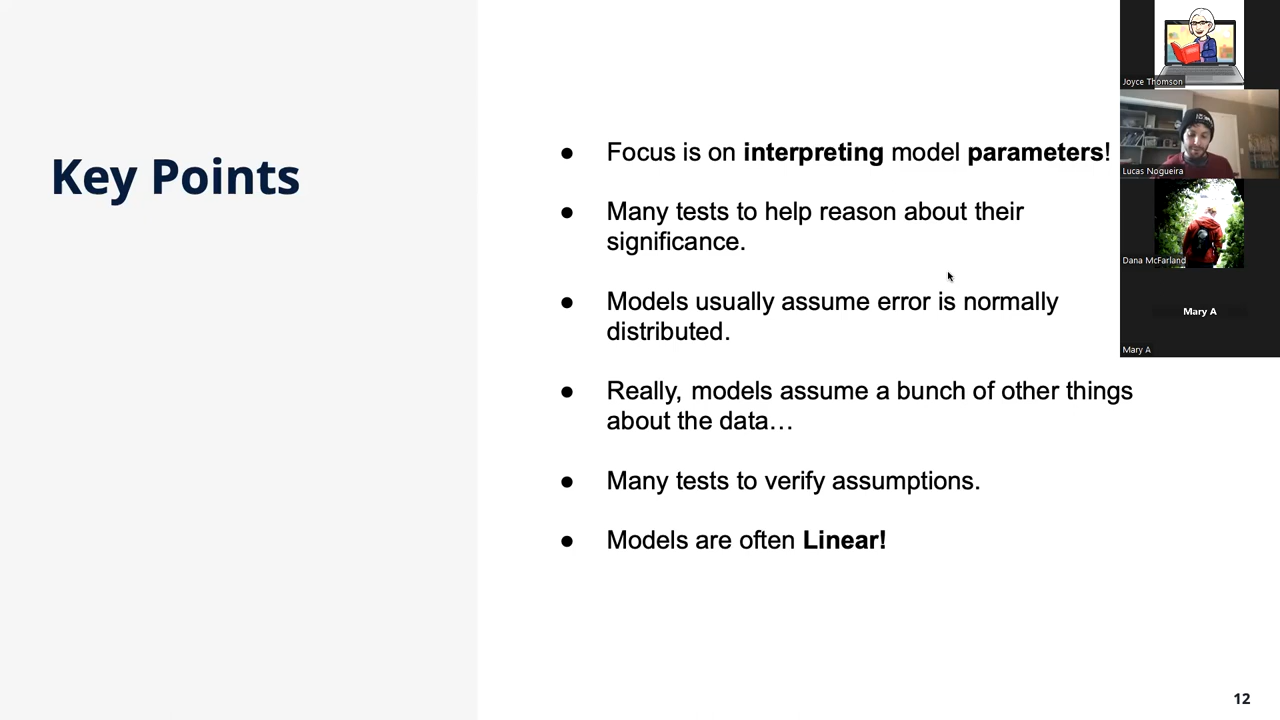 Key Points
● Focus is on interpreting model parameters!
● Many tests to help reason about their
significance.
● Models usually assume error is normally
distributed.
● Really, models assume a bunch of other things
about the data…
● Many tests to verify assumptions.
● Models are often Linear!
12
Joyce Thomson
Lucas Nogueira
Dana McFarland
Mary A
Mary A